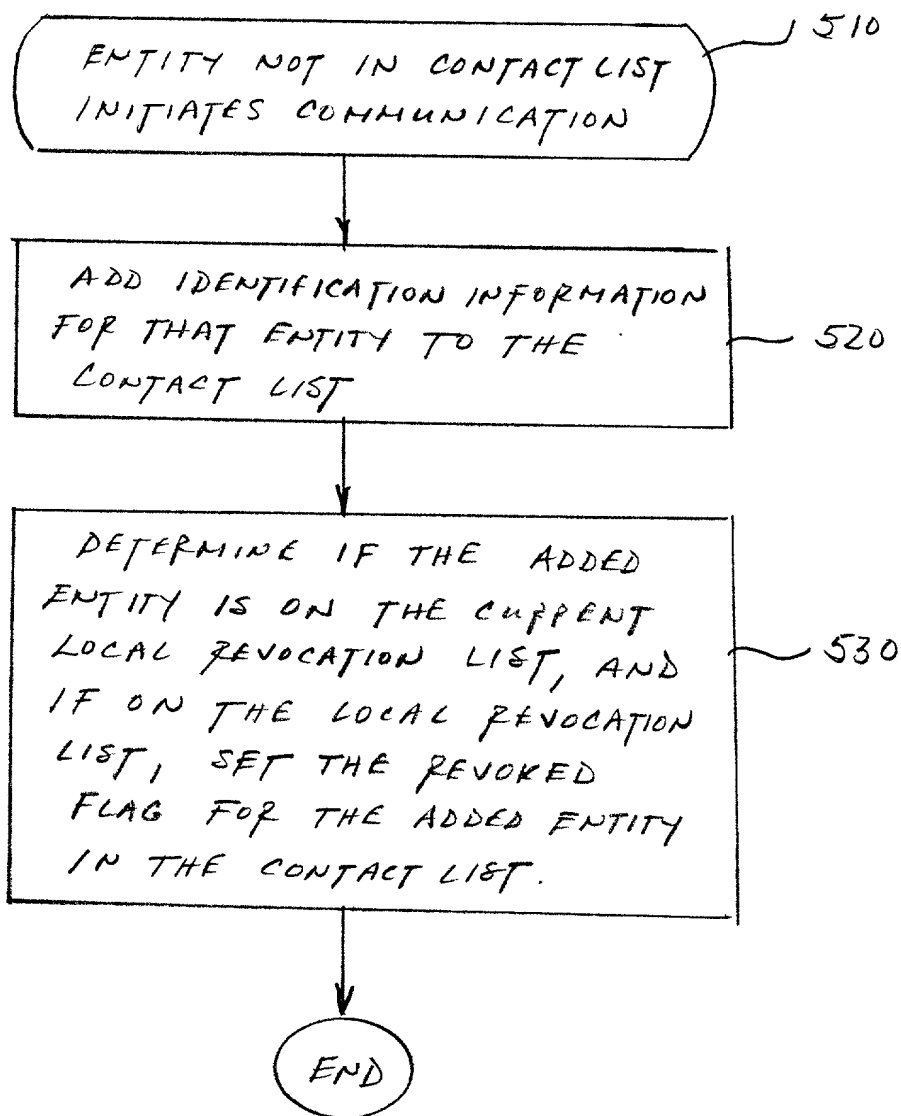 510
ENTITY NOT IN CONTACT LIST
INITIATES COMMUNICATION
ADD IDENTIFICATION INFORMATION
FOR THAT ENTITY TO THE
CONTACT LIST
520
DETERMINE IF THE ADDED
ENTITY IS ON THE CURRENT
LOCAL REVOCATION LIST, AND
IF ON THE LOCAL REVOCATION
LIST, SET THE REVOKED
FLAG FOR THE ADDED ENTITY
IN THE CONTACT LIST.
530
END